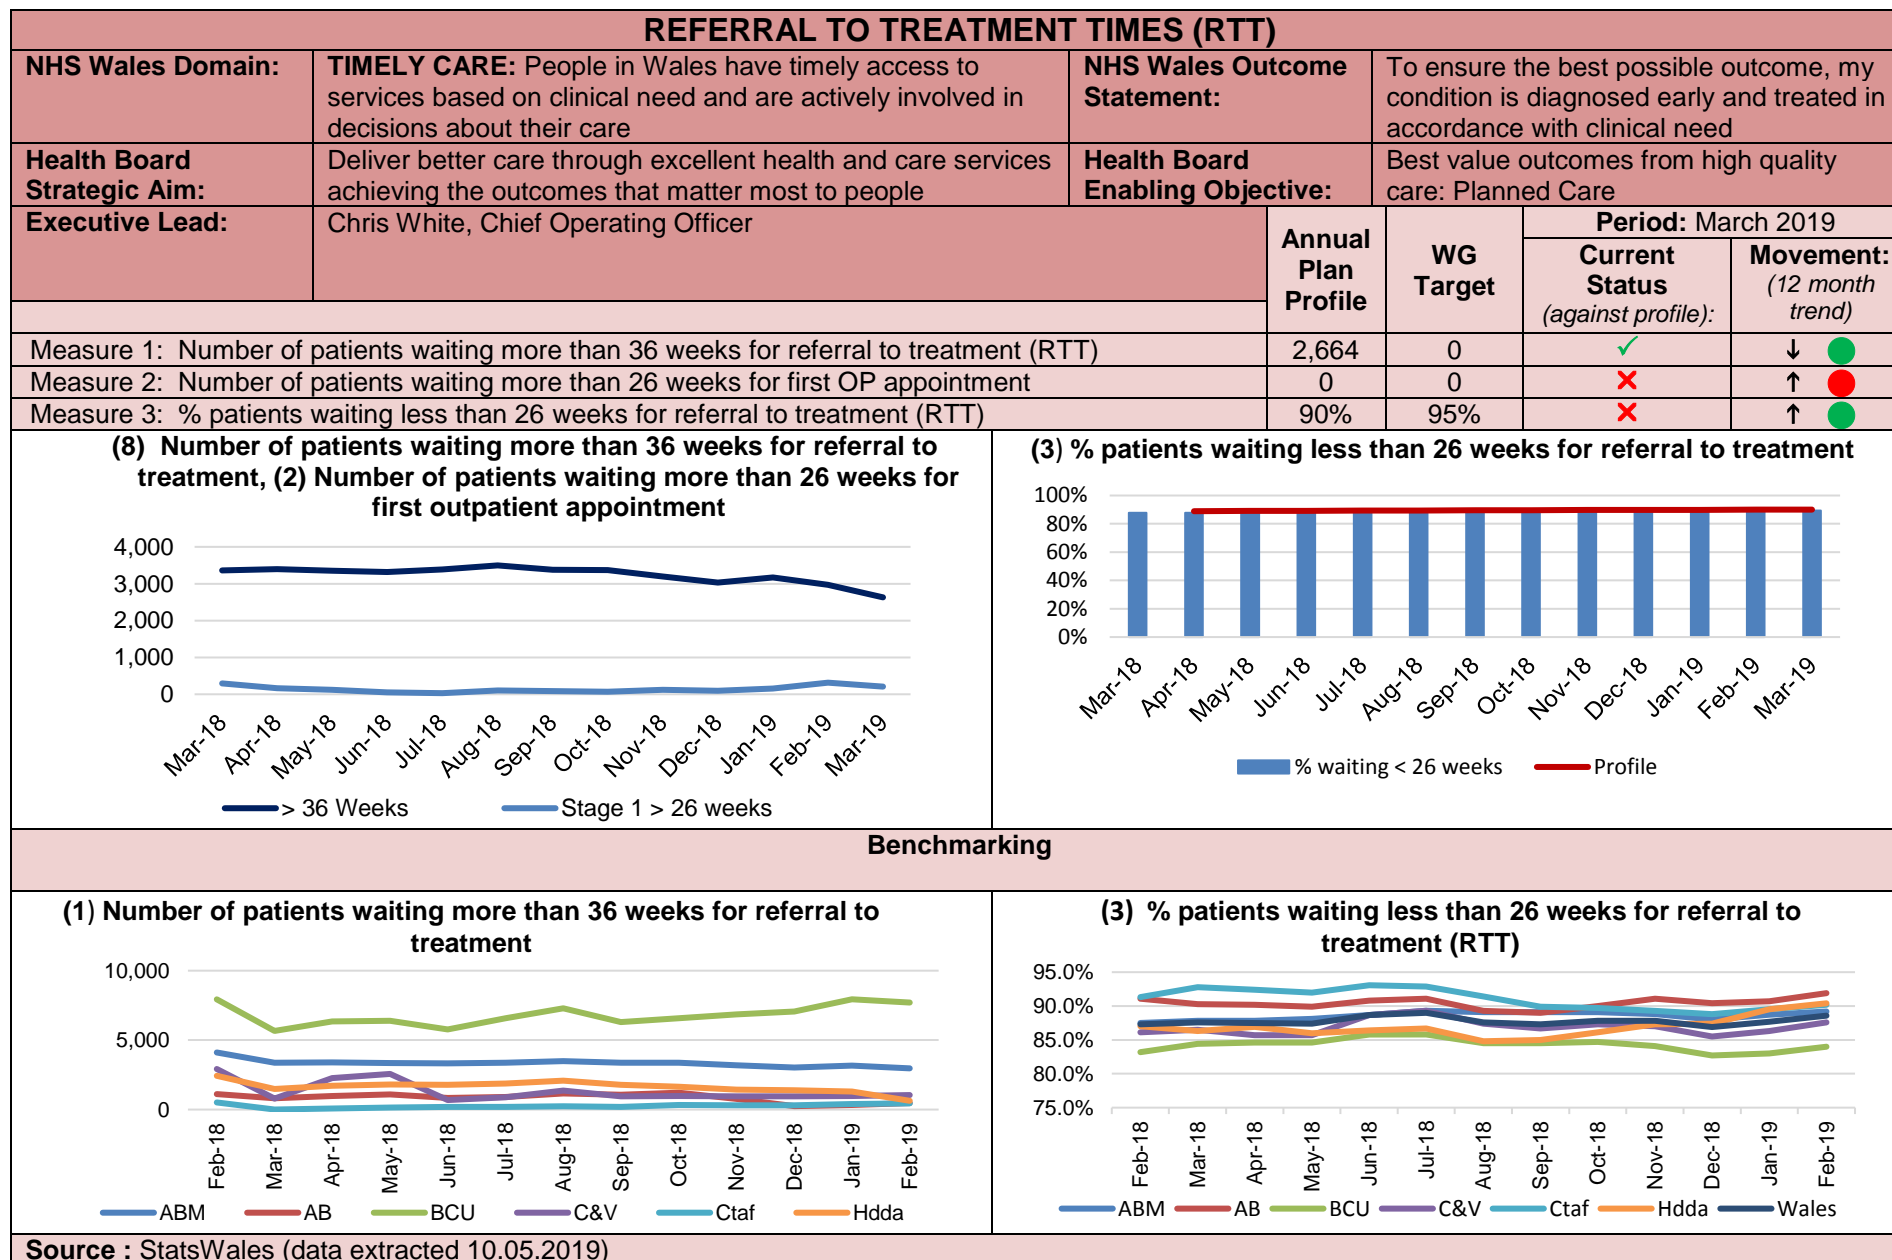 REFERRAL TO TREATMENT TIMES (RTT)
NHS Wales Domain:
TIMELY CARE: People in Wales have timely access to
services based on clinical need and are actively involved in
decisions about their care
NHS Wales Outcome
Statement:
To ensure the best possible outcome, my
condition is diagnosed early and treated in
accordance with clinical need
Health Board
Strategic Aim:
Deliver better care through excellent health and care services
achieving the outcomes that matter most to people
Health Board
Enabling Objective:
Best value outcomes from high quality
care: Planned Care
Executive Lead:
Chris White, Chief Operating Officer
Annual
Plan
Profile
WG
Target
Period: March 2019
Current
Status
(against profile):
Movement:
(12 month
trend)
Measure 1: Number of patients waiting more than 36 weeks for referral to treatment (RTT)
2,664
0
✓
↓
Measure 2: Number of patients waiting more than 26 weeks for first OP appointment
0
0
✕
↑
Measure 3: % patients waiting less than 26 weeks for referral to treatment (RTT)
90%
95%
✕
↑
(8) Number of patients waiting more than 36 weeks for referral to
treatment, (2) Number of patients waiting more than 26 weeks for
first outpatient appointment
4,000
3,000
2,000
1,000
0
Mar-18
Apr-18
May-18
Jun-18
Jul-18
Aug-18
Sep-18
Oct-18
Nov-18
Dec-18
Jan-19
Feb-19
Mar-19
> 36 Weeks
Stage 1 > 26 weeks
(3) % patients waiting less than 26 weeks for referral to treatment
100%
80%
60%
40%
20%
0%
Mar-18
Apr-18
May-18
Jun-18
Jul-18
Aug-18
Sep-18
Oct-18
Nov-18
Dec-18
Jan-19
Feb-19
Mar-19
% waiting < 26 weeks
Profile
Benchmarking
(1) Number of patients waiting more than 36 weeks for referral to
treatment
10,000
5,000
0
Feb-18
Mar-18
Apr-18
May-18
Jun-18
Jul-18
Aug-18
Sep-18
Oct-18
Nov-18
Dec-18
Jan-19
Feb-19
ABM
AB
BCU
C&V
Ctaf
Hdda
(3) % patients waiting less than 26 weeks for referral to
treatment (RTT)
95.0%
90.0%
85.0%
80.0%
75.0%
Feb-18
Mar-18
Apr-18
May-18
Jun-18
Jul-18
Aug-18
Sep-18
Oct-18
Nov-18
Dec-18
Jan-19
Feb-19
ABM
AB
BCU
C&V
Ctaf
Hdda
Wales
Source : StatsWales (data extracted 10.05.2019)